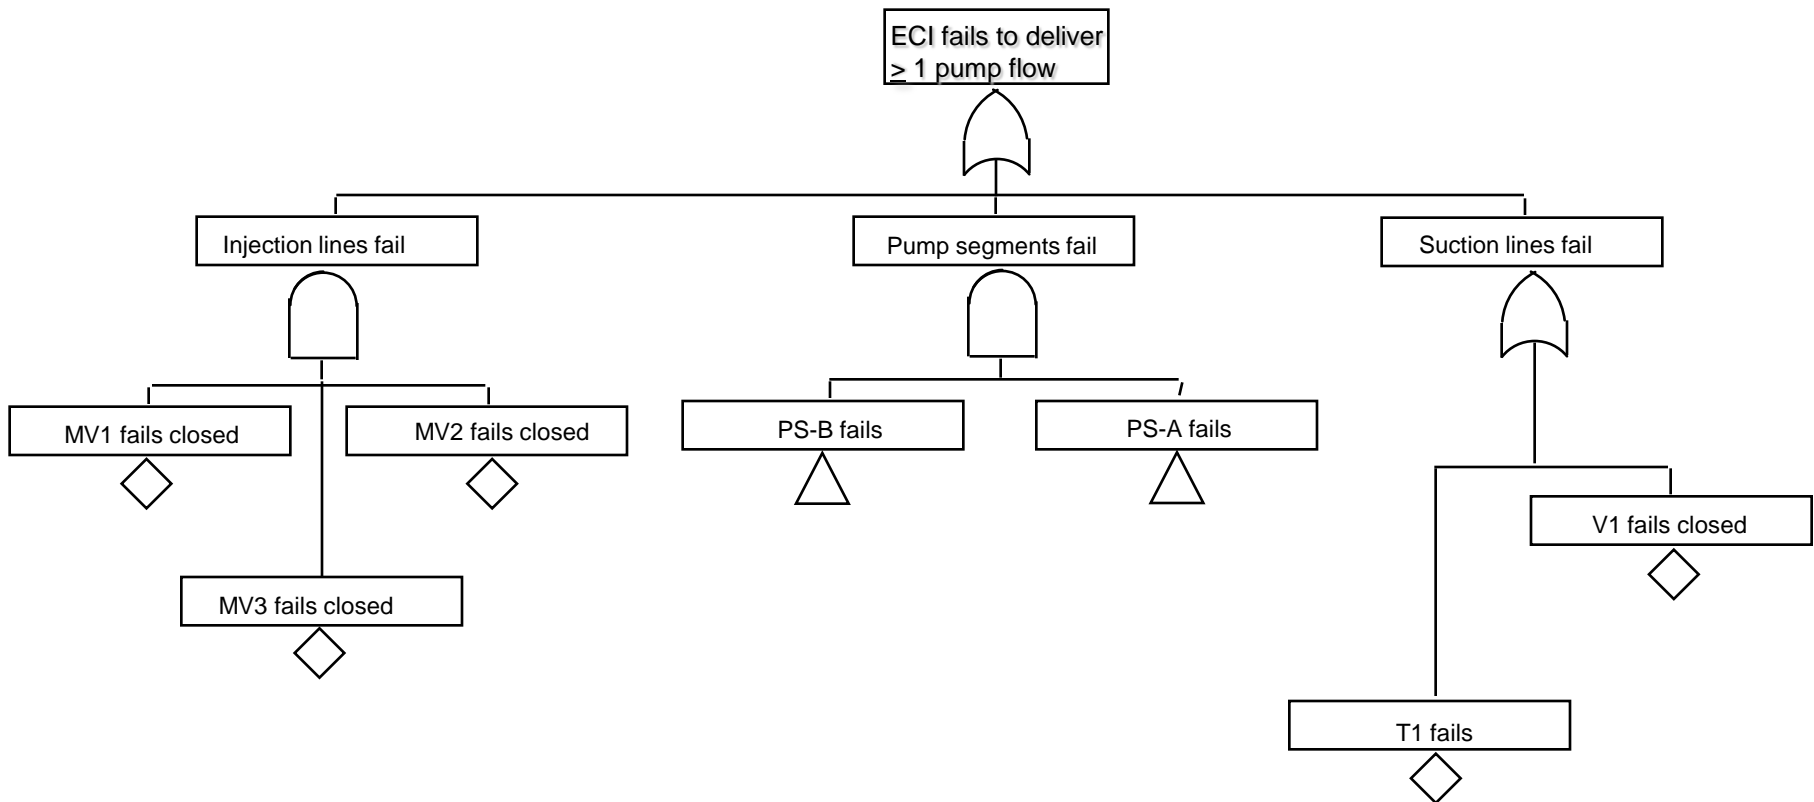 ECI fails to deliver
≥ 1 pump flow
Injection lines fail
Pump segments fail
Suction lines fail
MV1 fails closed
MV2 fails closed
PS-B fails
PS-A fails
V1 fails closed
MV3 fails closed
T1 fails